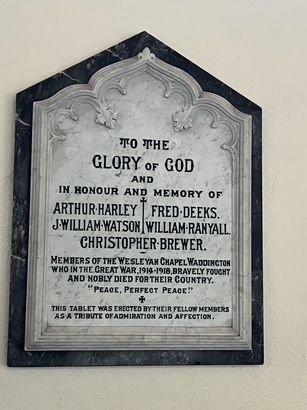 TO THE
GLORY OF GOD
AND
IN HONOUR AND MEMORY OF
ARTHUR·HARLEY FRED·DEEKS.
J·WILLIAM·WATSON, WILLIAM·RANYALL.
CHRISTOPHER·BREWER.
MEMBERS OF THE WESLEYAN CHAPEL WADDINGTON
WHO IN THE GREAT WAR, 1914-1918, BRAVELY FOUGHT
AND NOBLY DIED FOR THEIR COUNTRY.
"PEACE, PERFECT PEACE."
THIS TABLET WAS ERECTED BY THEIR FELLOW MEMBERS
AS A TRIBUTE OF ADMIRATION AND AFFECTION.